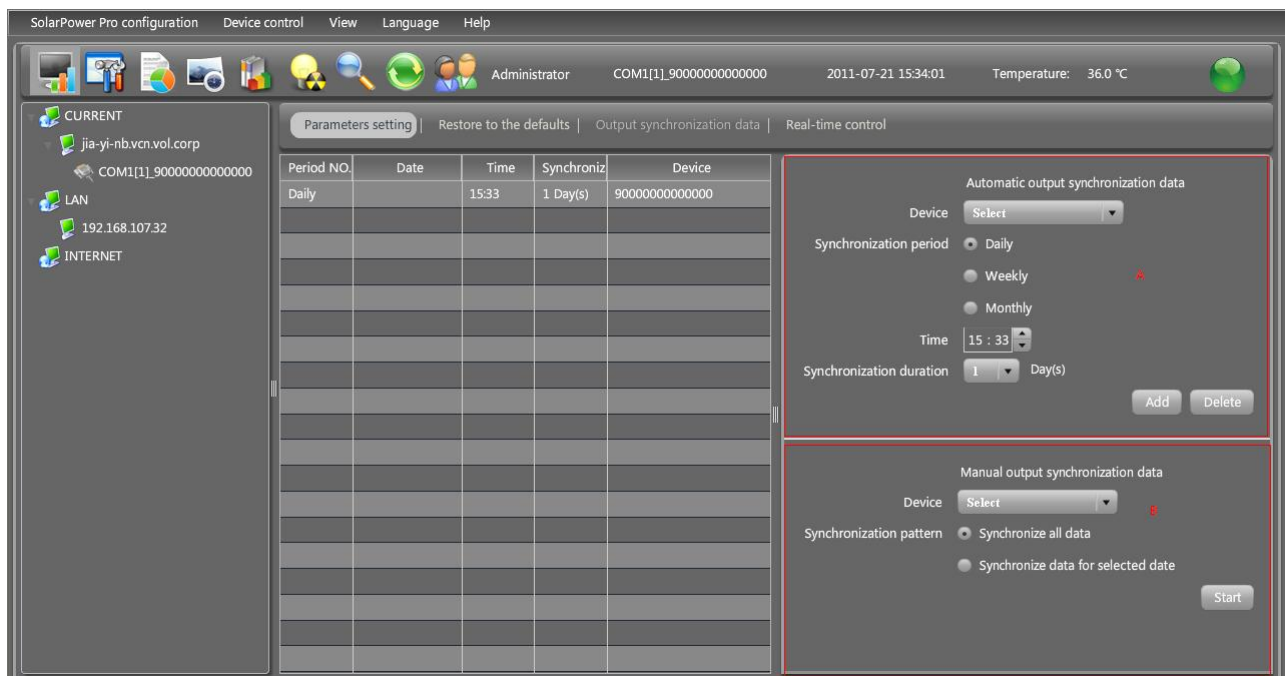 SolarPower Pro configuration Device control View Language Help
Administrator COM1[1]_90000000000000 2011-07-21 15:34:01 Temperature: 36.0 ℃
CURRENT
jia-yi-nb.vcn.vol.corp
COM1[1]_90000000000000
LAN
192.168.107.32
INTERNET
Parameters setting | Restore to the defaults | Output synchronization data | Real-time control
Period NO. Date Time Synchroniz Device
Daily 15:33 1 Day(s) 90000000000000
Automatic output synchronization data
Device Select
Synchronization period Daily
Weekly A
Monthly
Time 15 : 33
Synchronization duration 1 Day(s)
Add Delete
Manual output synchronization data
Device Select
B
Synchronization pattern Synchronize all data
Synchronize data for selected date
Start